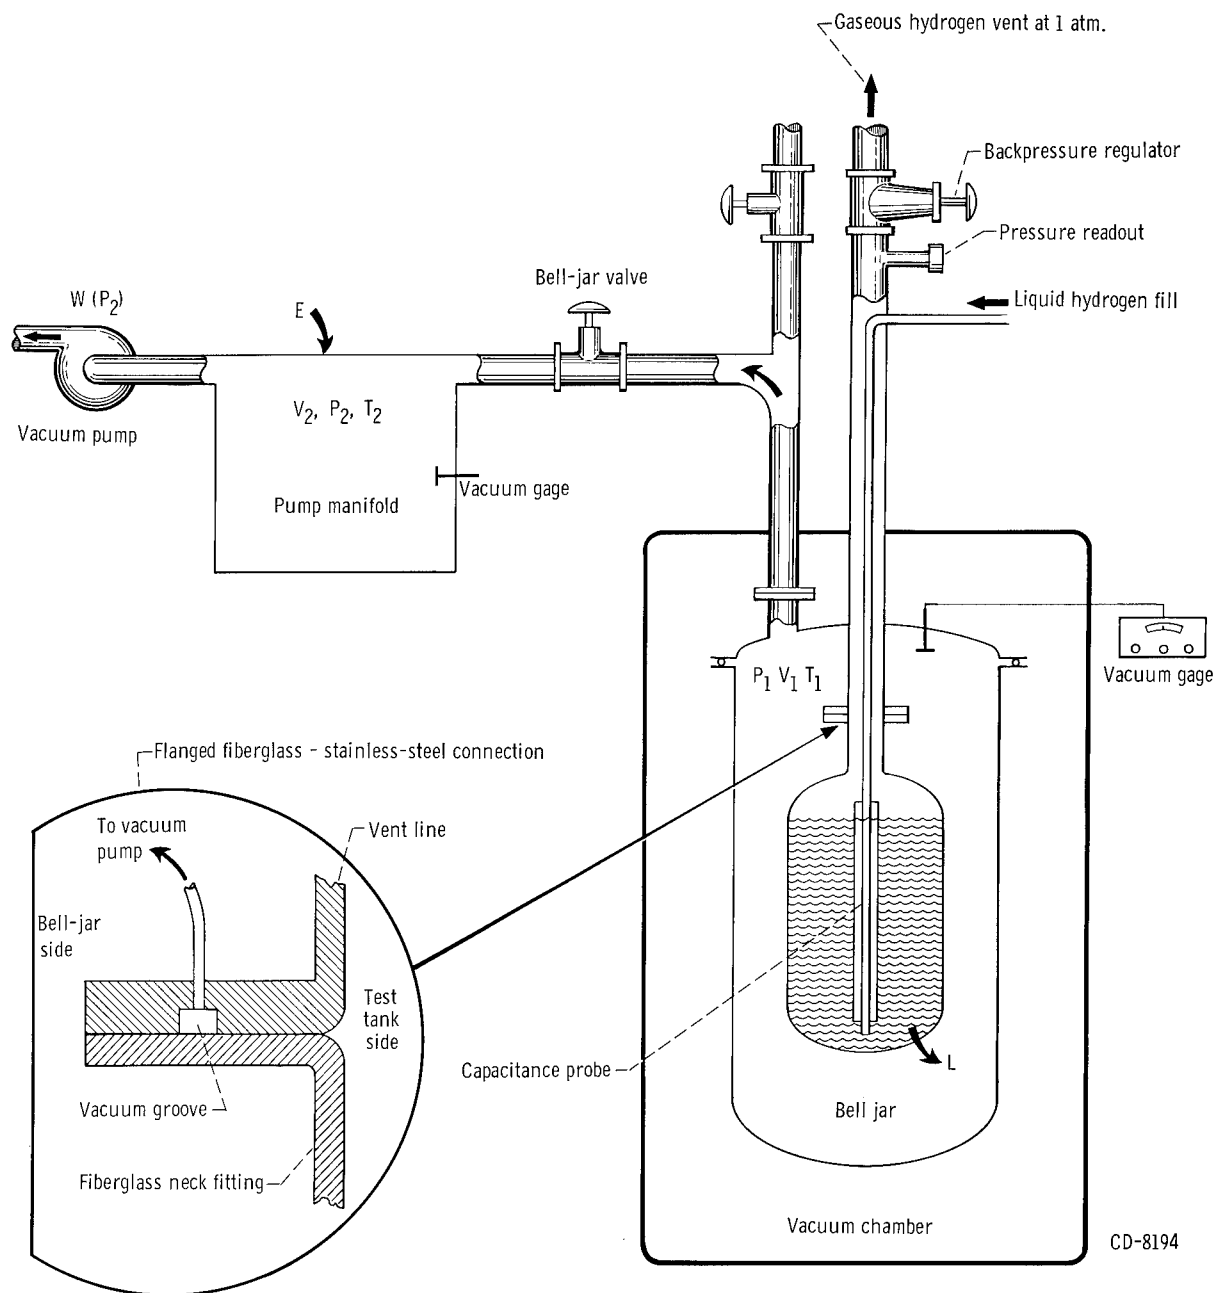 Gaseous hydrogen vent at 1 atm.
Backpressure regulator
Pressure readout
Bell-jar valve
Liquid hydrogen fill
W (P2)
E
V2, P2, T2
Vacuum pump
Vacuum gage
Pump manifold
Vacuum gage
P1 V1 T1
Flanged fiberglass - stainless-steel connection
To vacuum
pump
Vent line
Bell-jar
side
Test
tank
side
Capacitance probe
L
Vacuum groove
Bell jar
Fiberglass neck fitting
Vacuum chamber
CD-8194